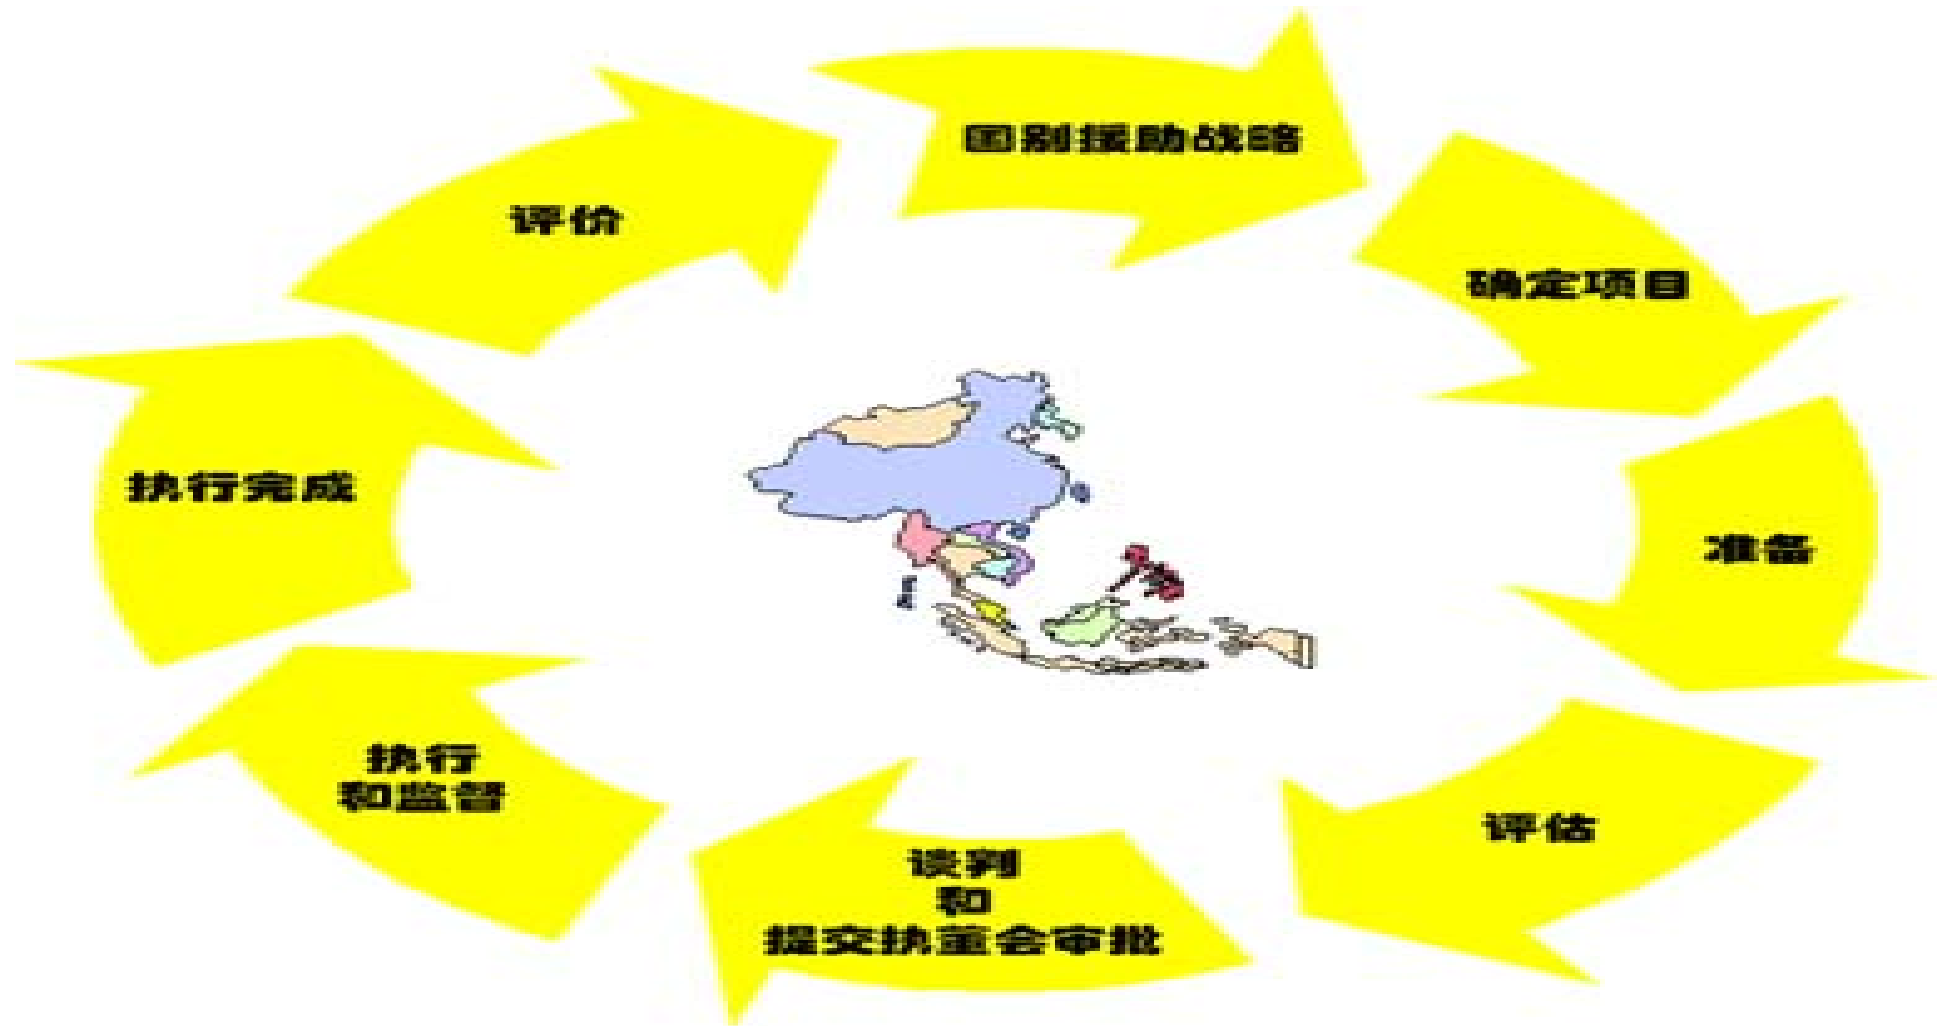 国别援助战略
确定项目
准备
评估
谈判
和
提交执董会审批
执行
和监督
执行完成
评价